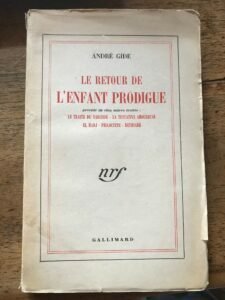 ANDRÉ GIDE
LE RETOUR DE
L'ENFANT PRODIGUE
précédé de cinq autres traités :
LE TRAITÉ DU NARCISSE - LA TENTATIVE AMOUREUSE
EL HADJ - PHILOCTÈTE - BETHSABÉ
nrf
GALLIMARD